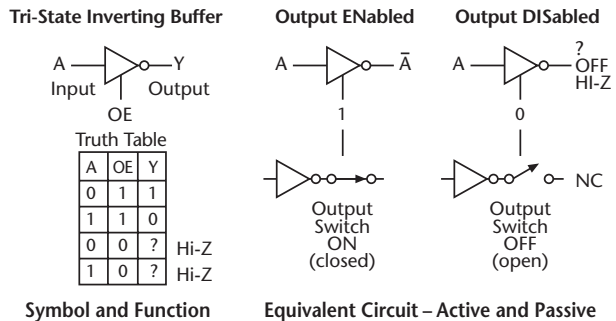 Tri-State Inverting Buffer
A
Y
Input
Output
OE
Truth Table
A OE Y
0 1 1
1 1 0
0 0 ? Hi-Z
1 0 ? Hi-Z
Symbol and Function
Output ENabled
A
Ā
1
Output
Switch
ON
(closed)
Output DISabled
A
?
OFF
HI-Z
0
NC
Output
Switch
OFF
(open)
Equivalent Circuit – Active and Passive